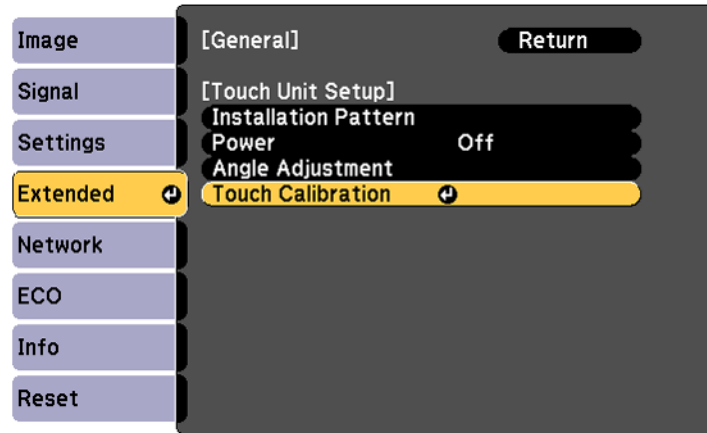 Image
Signal
Settings
Extended
Network
ECO
Info
Reset
[General] Return
[Touch Unit Setup]
Installation Pattern
Power Off
Angle Adjustment
Touch Calibration